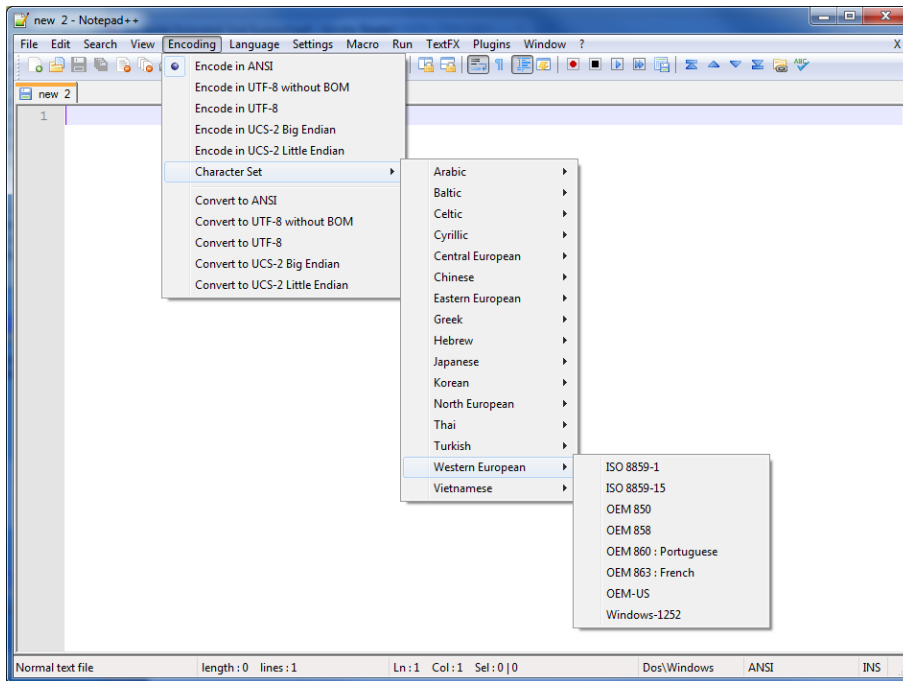 new 2 - Notepad++
File Edit Search View Encoding Language Settings Macro Run TextFX Plugins Window ? X
new 2
1
Encode in ANSI
Encode in UTF-8 without BOM
Encode in UTF-8
Encode in UCS-2 Big Endian
Encode in UCS-2 Little Endian
Character Set
Convert to ANSI
Convert to UTF-8 without BOM
Convert to UTF-8
Convert to UCS-2 Big Endian
Convert to UCS-2 Little Endian
Arabic
Baltic
Celtic
Cyrillic
Central European
Chinese
Eastern European
Greek
Hebrew
Japanese
Korean
North European
Thai
Turkish
Western European
Vietnamese
ISO 8859-1
ISO 8859-15
OEM 850
OEM 858
OEM 860 : Portuguese
OEM 863 : French
OEM-US
Windows-1252
Normal text file length : 0 lines : 1 Ln : 1 Col : 1 Sel : 0 | 0 Dos\Windows ANSI INS